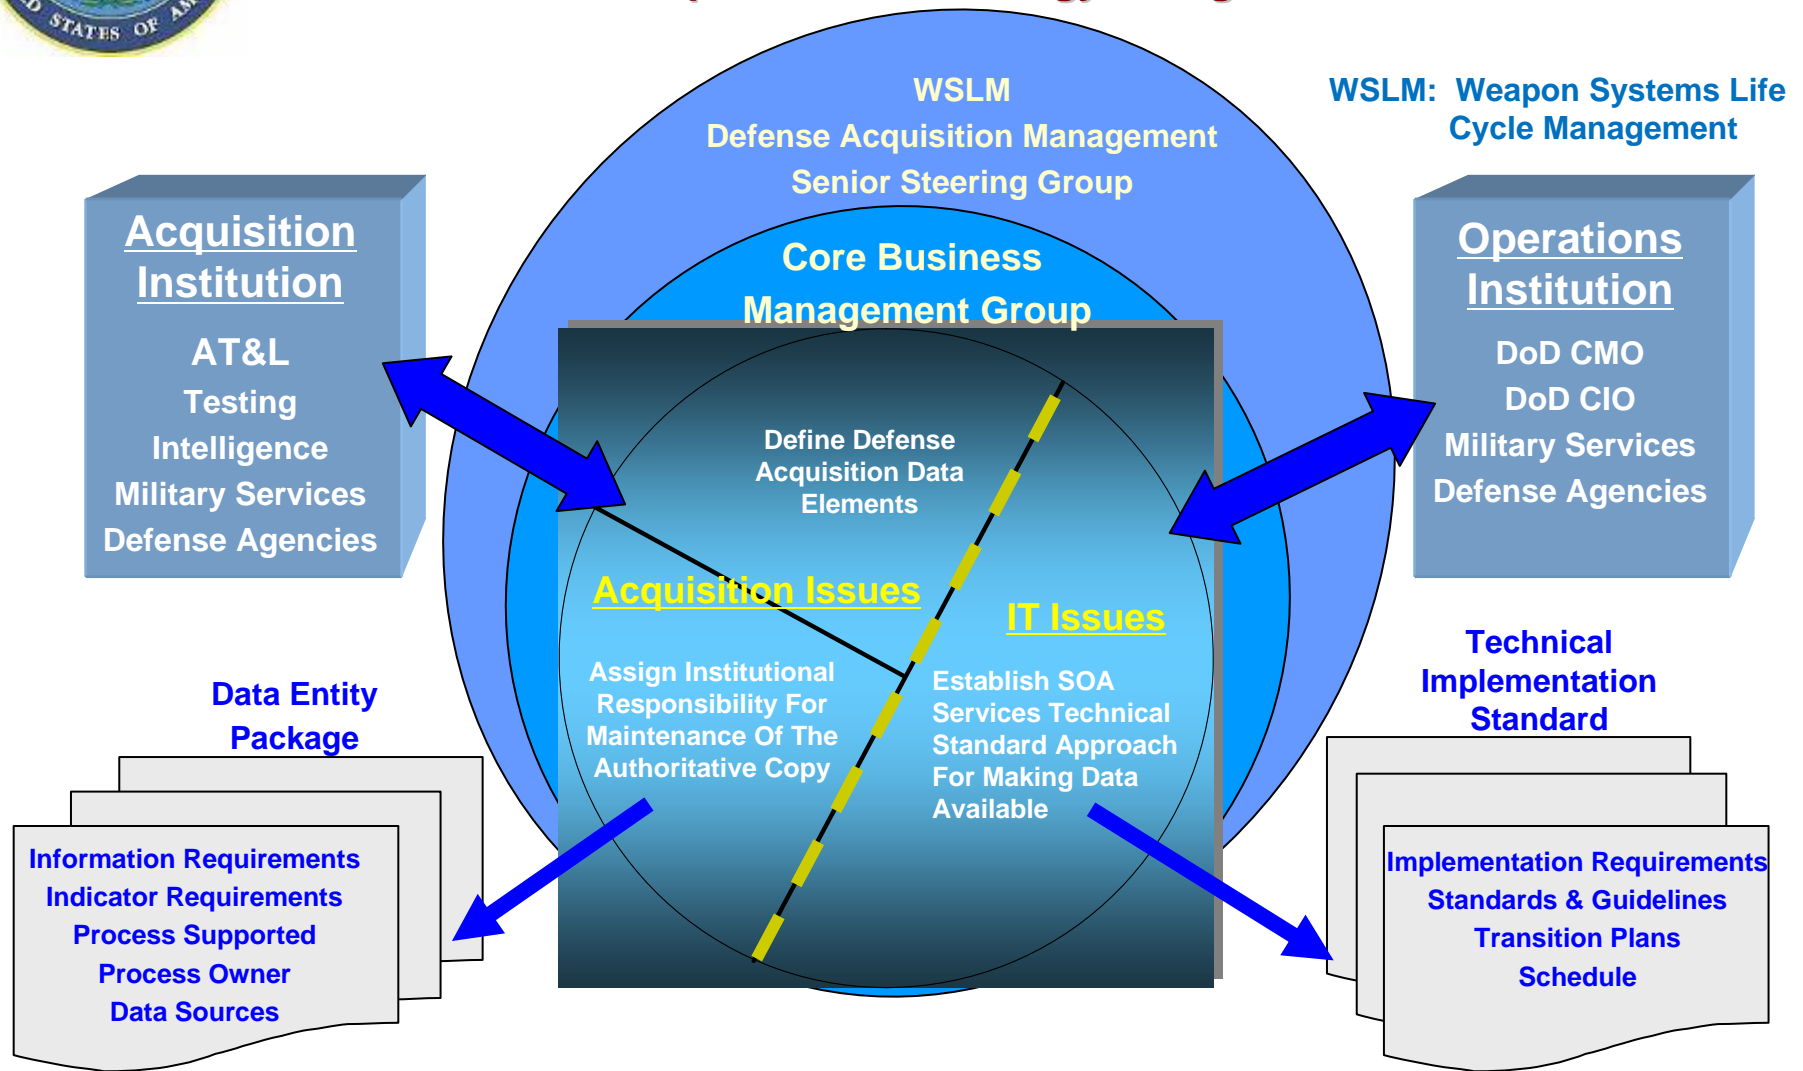 STATES OF
WSLM
Defense Acquisition Management
Senior Steering Group
WSLM: Weapon Systems Life
Cycle Management
Core Business
Management Group
Acquisition
Institution
AT&L
Testing
Intelligence
Military Services
Defense Agencies
Operations
Institution
DoD CMO
DoD CIO
Military Services
Defense Agencies
Define Defense
Acquisition Data
Elements
Acquisition Issues
IT Issues
Assign Institutional
Responsibility For
Maintenance Of The
Authoritative Copy
Establish SOA
Services Technical
Standard Approach
For Making Data
Available
Data Entity
Package
Information Requirements
Indicator Requirements
Process Supported
Process Owner
Data Sources
Technical
Implementation
Standard
Implementation Requirements
Standards & Guidelines
Transition Plans
Schedule